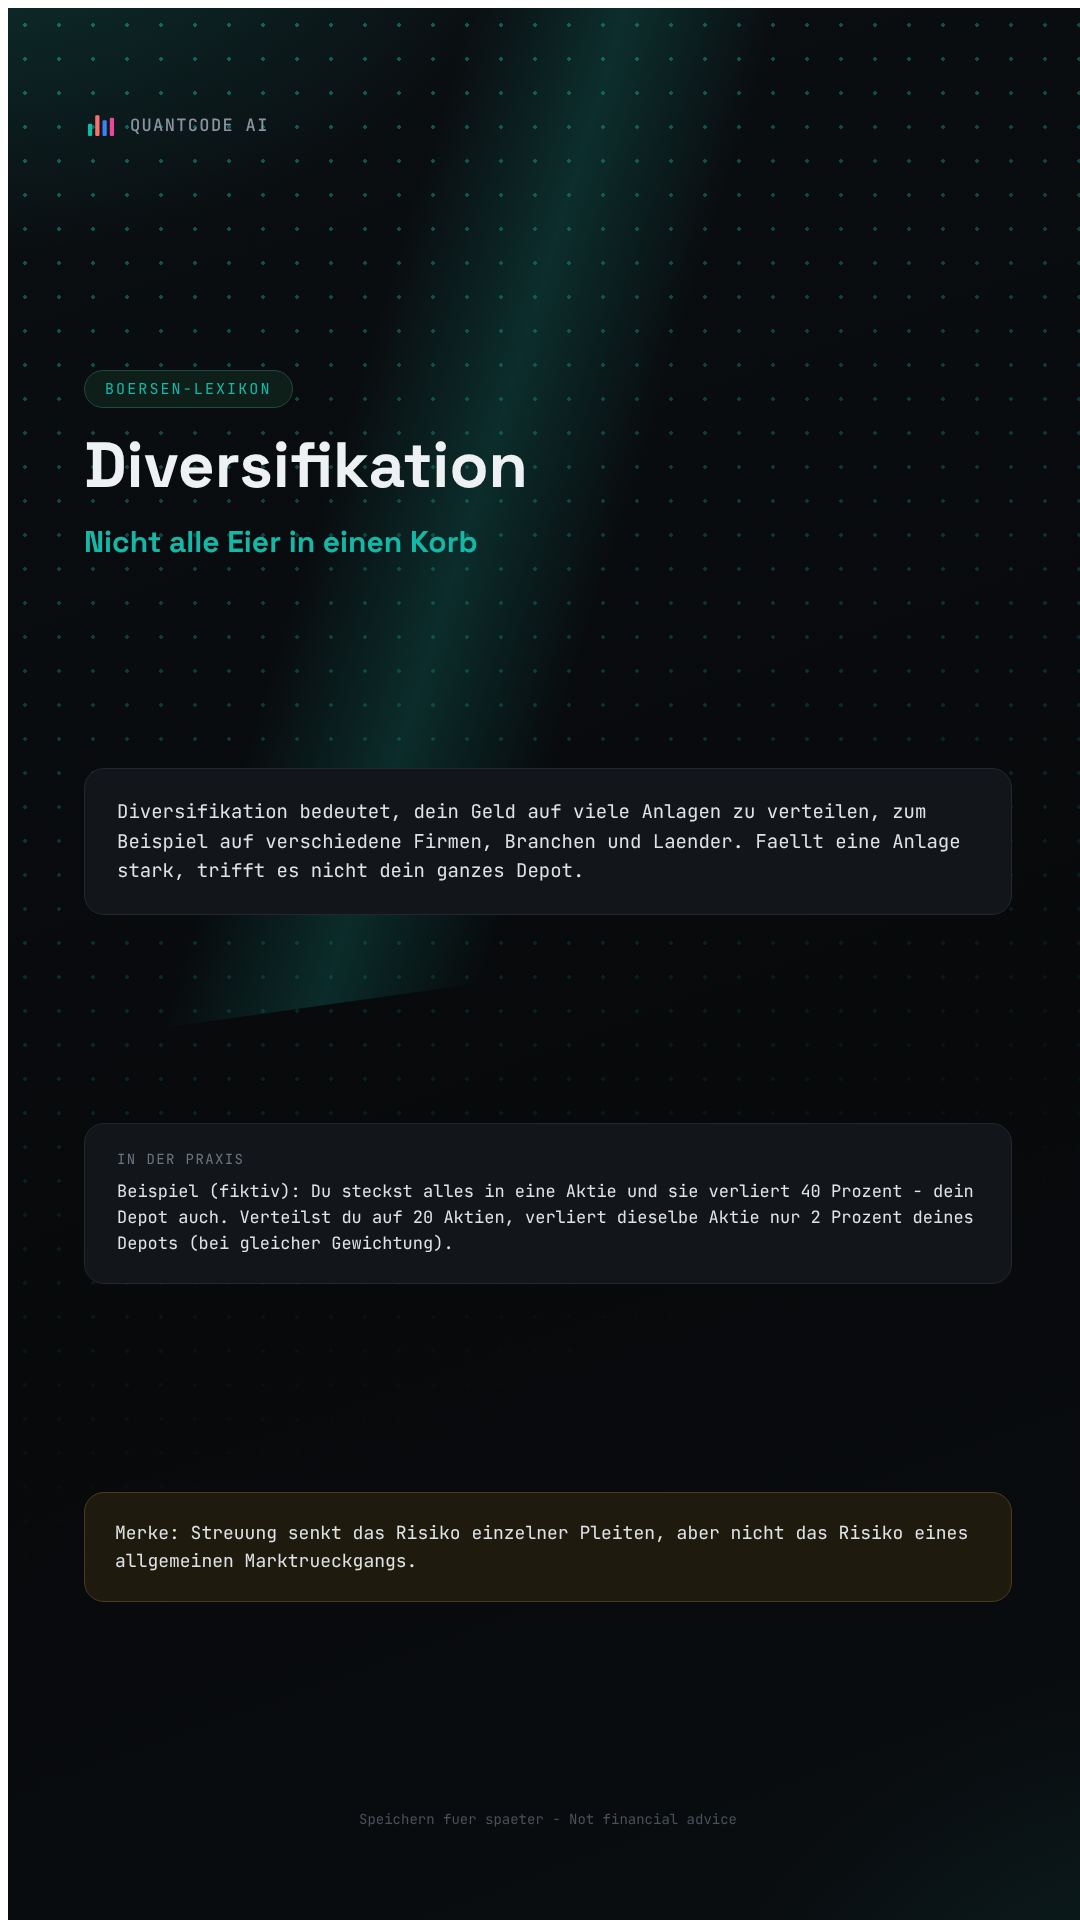 QUANTCODE AI
BOERSEN-LEXIKON
Diversifikation
Nicht alle Eier in einen Korb
Diversifikation bedeutet, dein Geld auf viele Anlagen zu verteilen, zum
Beispiel auf verschiedene Firmen, Branchen und Laender. Faellt eine Anlage
stark, trifft es nicht dein ganzes Depot.
IN DER PRAXIS
Beispiel (fiktiv): Du steckst alles in eine Aktie und sie verliert 40 Prozent - dein
Depot auch. Verteilst du auf 20 Aktien, verliert dieselbe Aktie nur 2 Prozent deines
Depots (bei gleicher Gewichtung).
Merke: Streuung senkt das Risiko einzelner Pleiten, aber nicht das Risiko eines
allgemeinen Marktrueckgangs.
Speichern fuer spaeter - Not financial advice